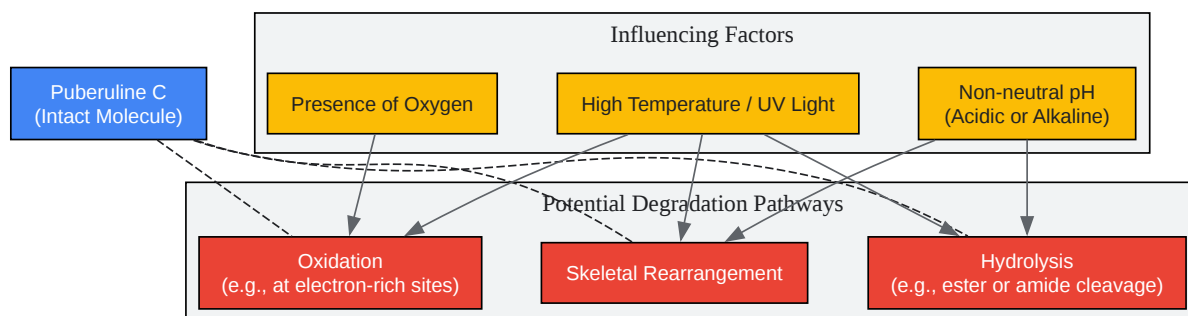 Influencing Factors
Puberuline C
(Intact Molecule)
Presence of Oxygen
High Temperature / UV Light
Non-neutral pH
(Acidic or Alkaline)
Potential Degradation Pathways
Oxidation
(e.g., at electron-rich sites)
Skeletal Rearrangement
Hydrolysis
(e.g., ester or amide cleavage)